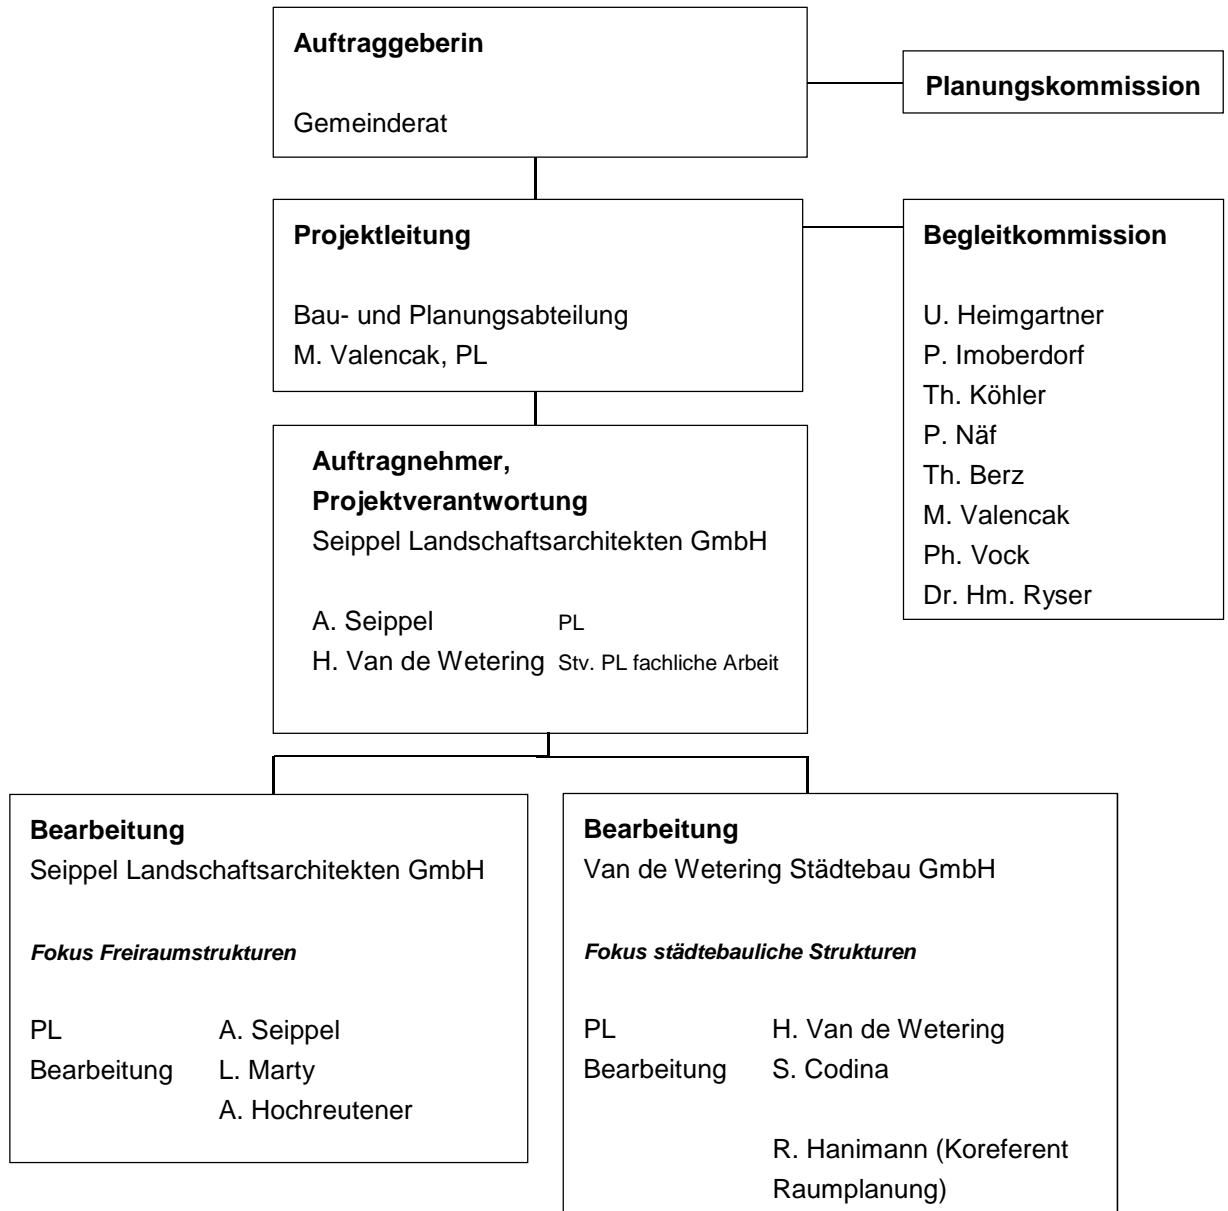 Auftraggeberin
Gemeinderat
Planungskommission
Projektleitung
Bau- und Planungsabteilung
M. Valencak, PL
Begleitkommission
U. Heimgartner
P. Imoberdorf
Th. Köhler
P. Näf
Th. Berz
M. Valencak
Ph. Vock
Dr. Hm. Ryser
Auftragnehmer,
Projektverantwortung
Seippel Landschaftsarchitekten GmbH
A. Seippel PL
H. Van de Wetering Stv. PL fachliche Arbeit
Bearbeitung
Seippel Landschaftsarchitekten GmbH
Fokus Freiraumstrukturen
PL A. Seippel
Bearbeitung L. Marty
A. Hochreutener
Bearbeitung
Van de Wetering Städtebau GmbH
Fokus städtebauliche Strukturen
PL H. Van de Wetering
Bearbeitung S. Codina
R. Hanimann (Koreferent
Raumplanung)